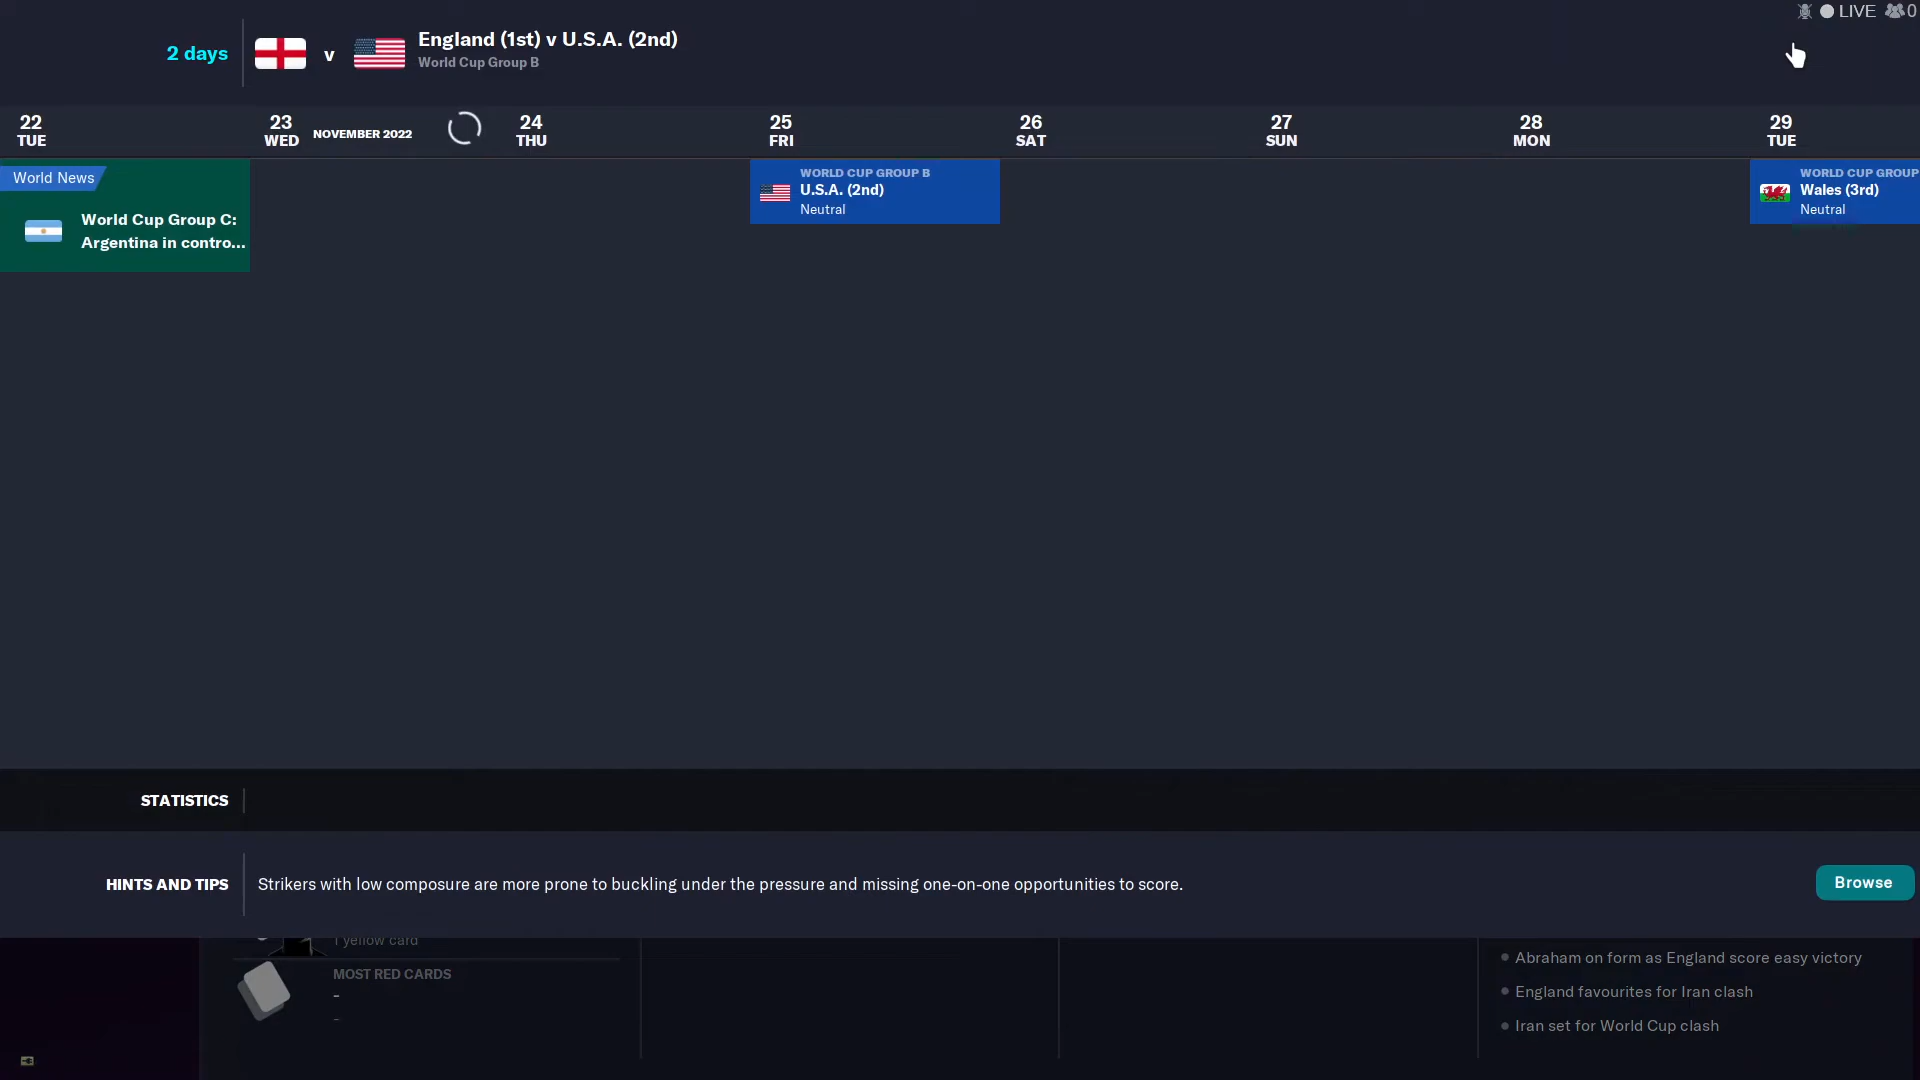 LIVE 0
2 days
v
England (1st) v U.S.A. (2nd)
World Cup Group B
22
TUE
23
WED
NOVEMBER 2022
24
THU
25
FRI
26
SAT
27
SUN
28
MON
29
TUE
World News
World Cup Group C:
Argentina in contro...
WORLD CUP GROUP B
U.S.A. (2nd)
Neutral
WORLD CUP GROUP
Wales (3rd)
Neutral
STATISTICS
HINTS AND TIPS
Strikers with low composure are more prone to buckling under the pressure and missing one-on-one opportunities to score.
Browse
1 yellow card
MOST RED CARDS
-
-
Abraham on form as England score easy victory
England favourites for Iran clash
Iran set for World Cup clash